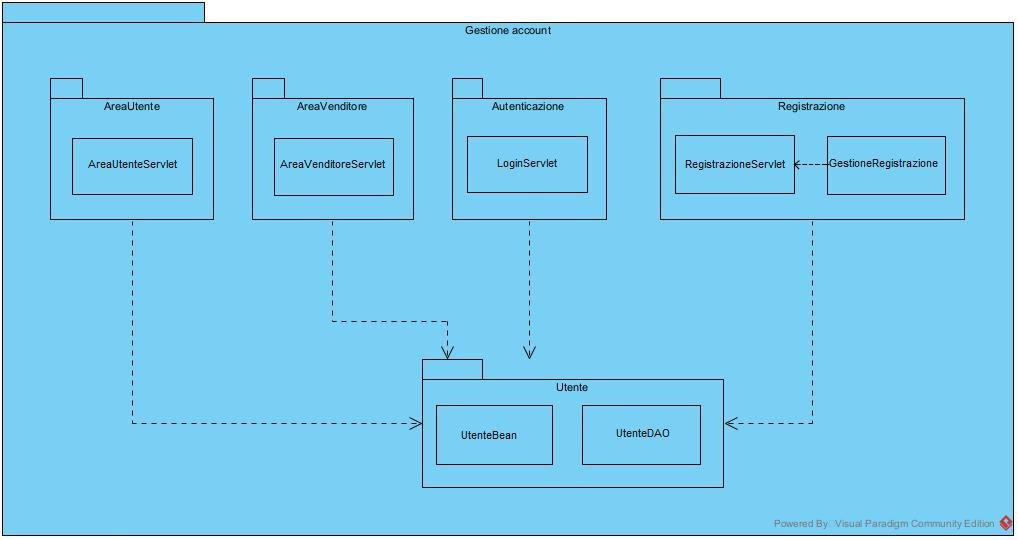 Gestione account
AreaUtente
AreaVenditore
Autenticazione
Registrazione
AreaUtenteServlet
AreaVenditoreServlet
LoginServlet
RegistrazioneServlet
GestioneRegistrazione
Utente
UtenteBean
UtenteDAO
Powered By: Visual Paradigm Community Edition